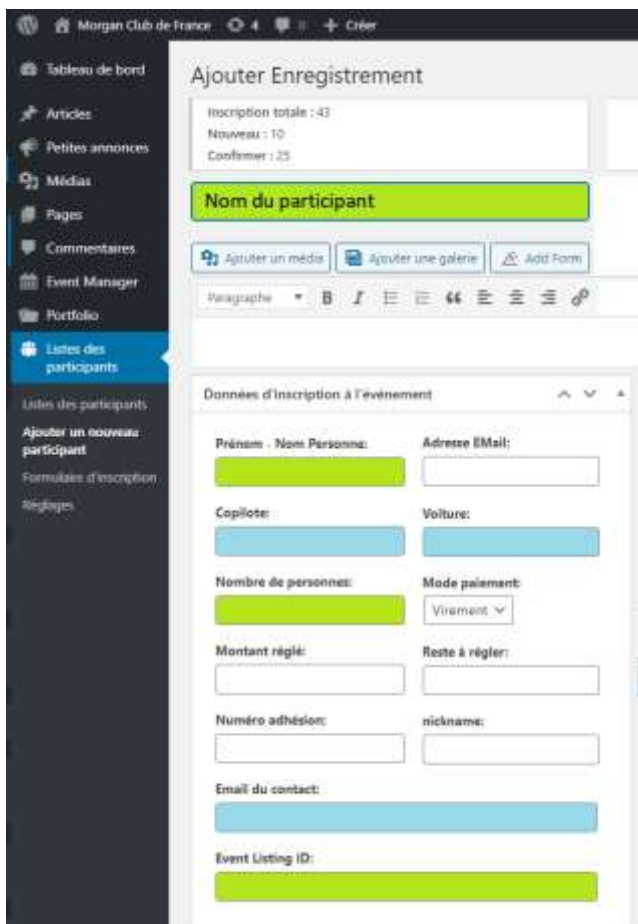 Morgan Club de France 4 Créer
Tableau de bord
Articles
Petites annonces
Médias
Pages
Commentaires
Event Manager
Portfolio
Listes des
participants
Listes des participants
Ajouter un nouveau
participant
Formulaire d'inscription
Réglages
Ajouter Enregistrement
Inscription totale : 43
Nouveau : 10
Confirmer : 25
Nom du participant
Ajouter un média Ajouter une galerie Add Form
Paragraphe B I
Données d'inscription à l'événement
Prénom - Nom Personne: Adresse EMail:
Copilote: Voiture:
Nombre de personnes: Mode paiement:
Virement
Montant réglé: Reste à régler:
Numéro adhésion: nickname:
Email du contact:
Event Listing ID: